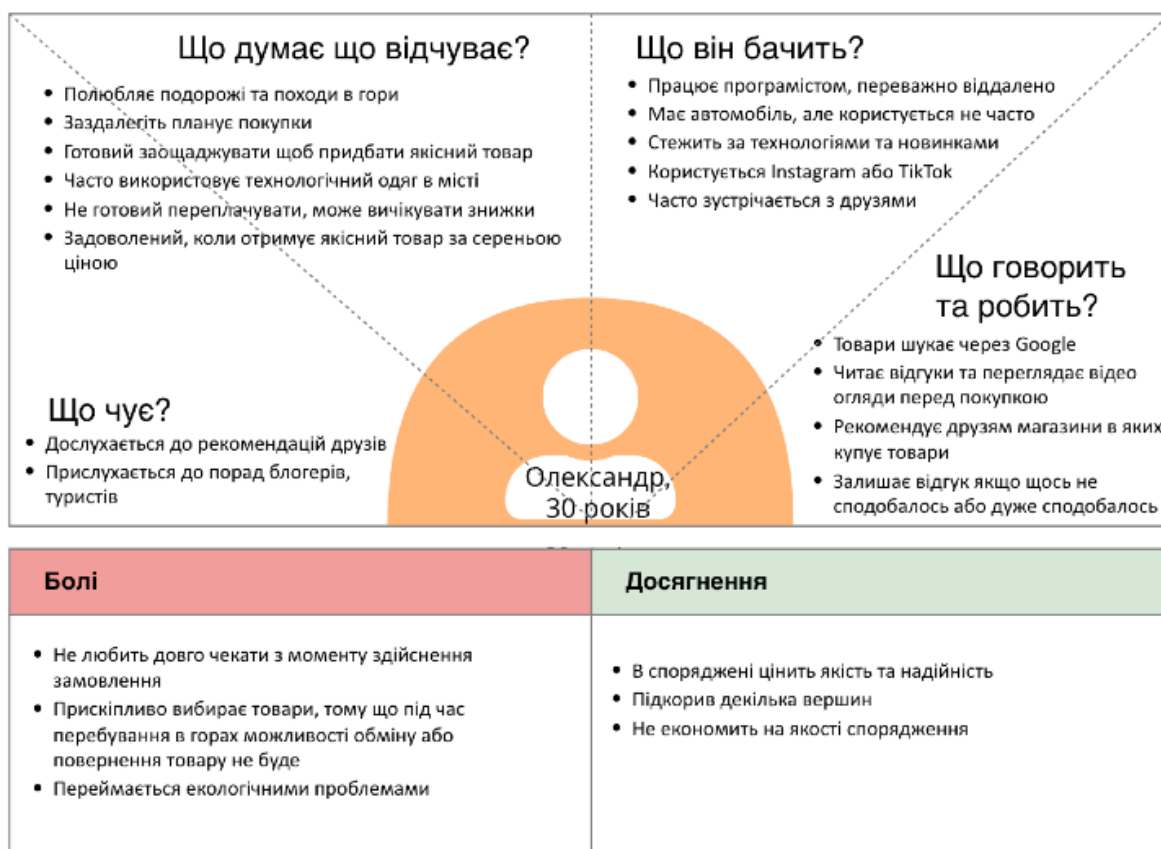 Що думає що відчуває?
• Полюбляє подорожі та походи в гори
• Заздалегіть планує покупки
• Готовий заощаджувати щоб придбати якісний товар
• Часто використовує технологічний одяг в місті
• Не готовий переплачувати, може вичікувати знижки
• Задоволений, коли отримує якісний товар за сереньою
ціною
Що він бачить?
• Працює програмістом, переважно віддалено
• Має автомобіль, але користується не часто
• Стежить за технологіями та новинками
• Користується Instagram або TikTok
• Часто зустрічається з друзями
Що говорить
та робить?
• Товари шукає через Google
• Читає відгуки та переглядає відео
огляди перед покупкою
• Рекомендує друзям магазини в яких
купує товари
• Залишає відгук якщо щось не
сподобалось або дуже сподобалось
Що чує?
• Дослухається до рекомендацій друзів
• Прислухається до порад блогерів,
туристів
Олександр,
30 років
Болі
• Не любить довго чекати з моменту здійснення
замовлення
• Прискіпливо вибирає товари, тому що під час
перебування в горах можливості обміну або
повернення товару не буде
• Переймається екологічними проблемами
Досягнення
• В споряджені цінить якість та надійність
• Підкорив декілька вершин
• Не економить на якості спорядження